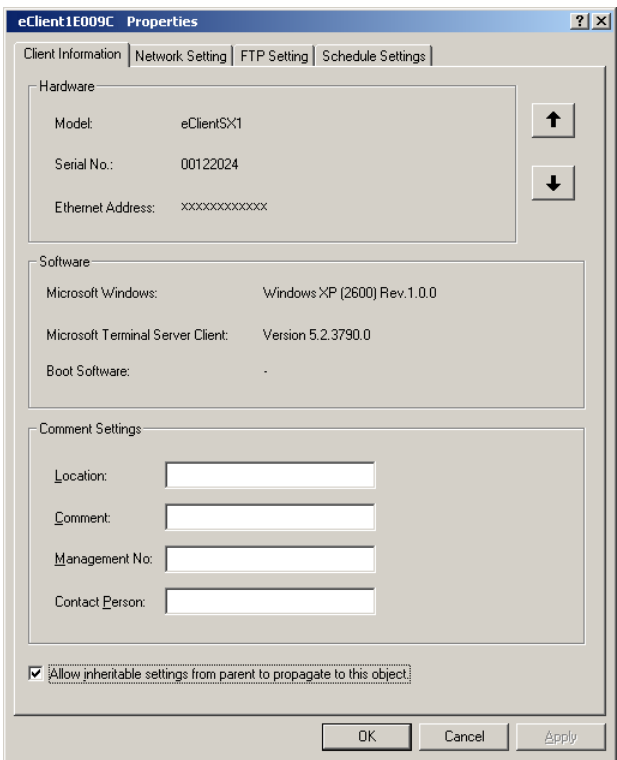 eClient1E009C Properties
Client Information Network Setting FTP Setting Schedule Settings
Hardware
Model: eClientSX1
Serial No.: 00122024
Ethernet Address: xxxxxxxxxxxx
Software
Microsoft Windows: Windows XP (2600) Rev.1.0.0
Microsoft Terminal Server Client: Version 5.2.3790.0
Boot Software: -
Comment Settings
Location:
Comment:
Management No:
Contact Person:
Allow inheritable settings from parent to propagate to this object.
OK Cancel Apply